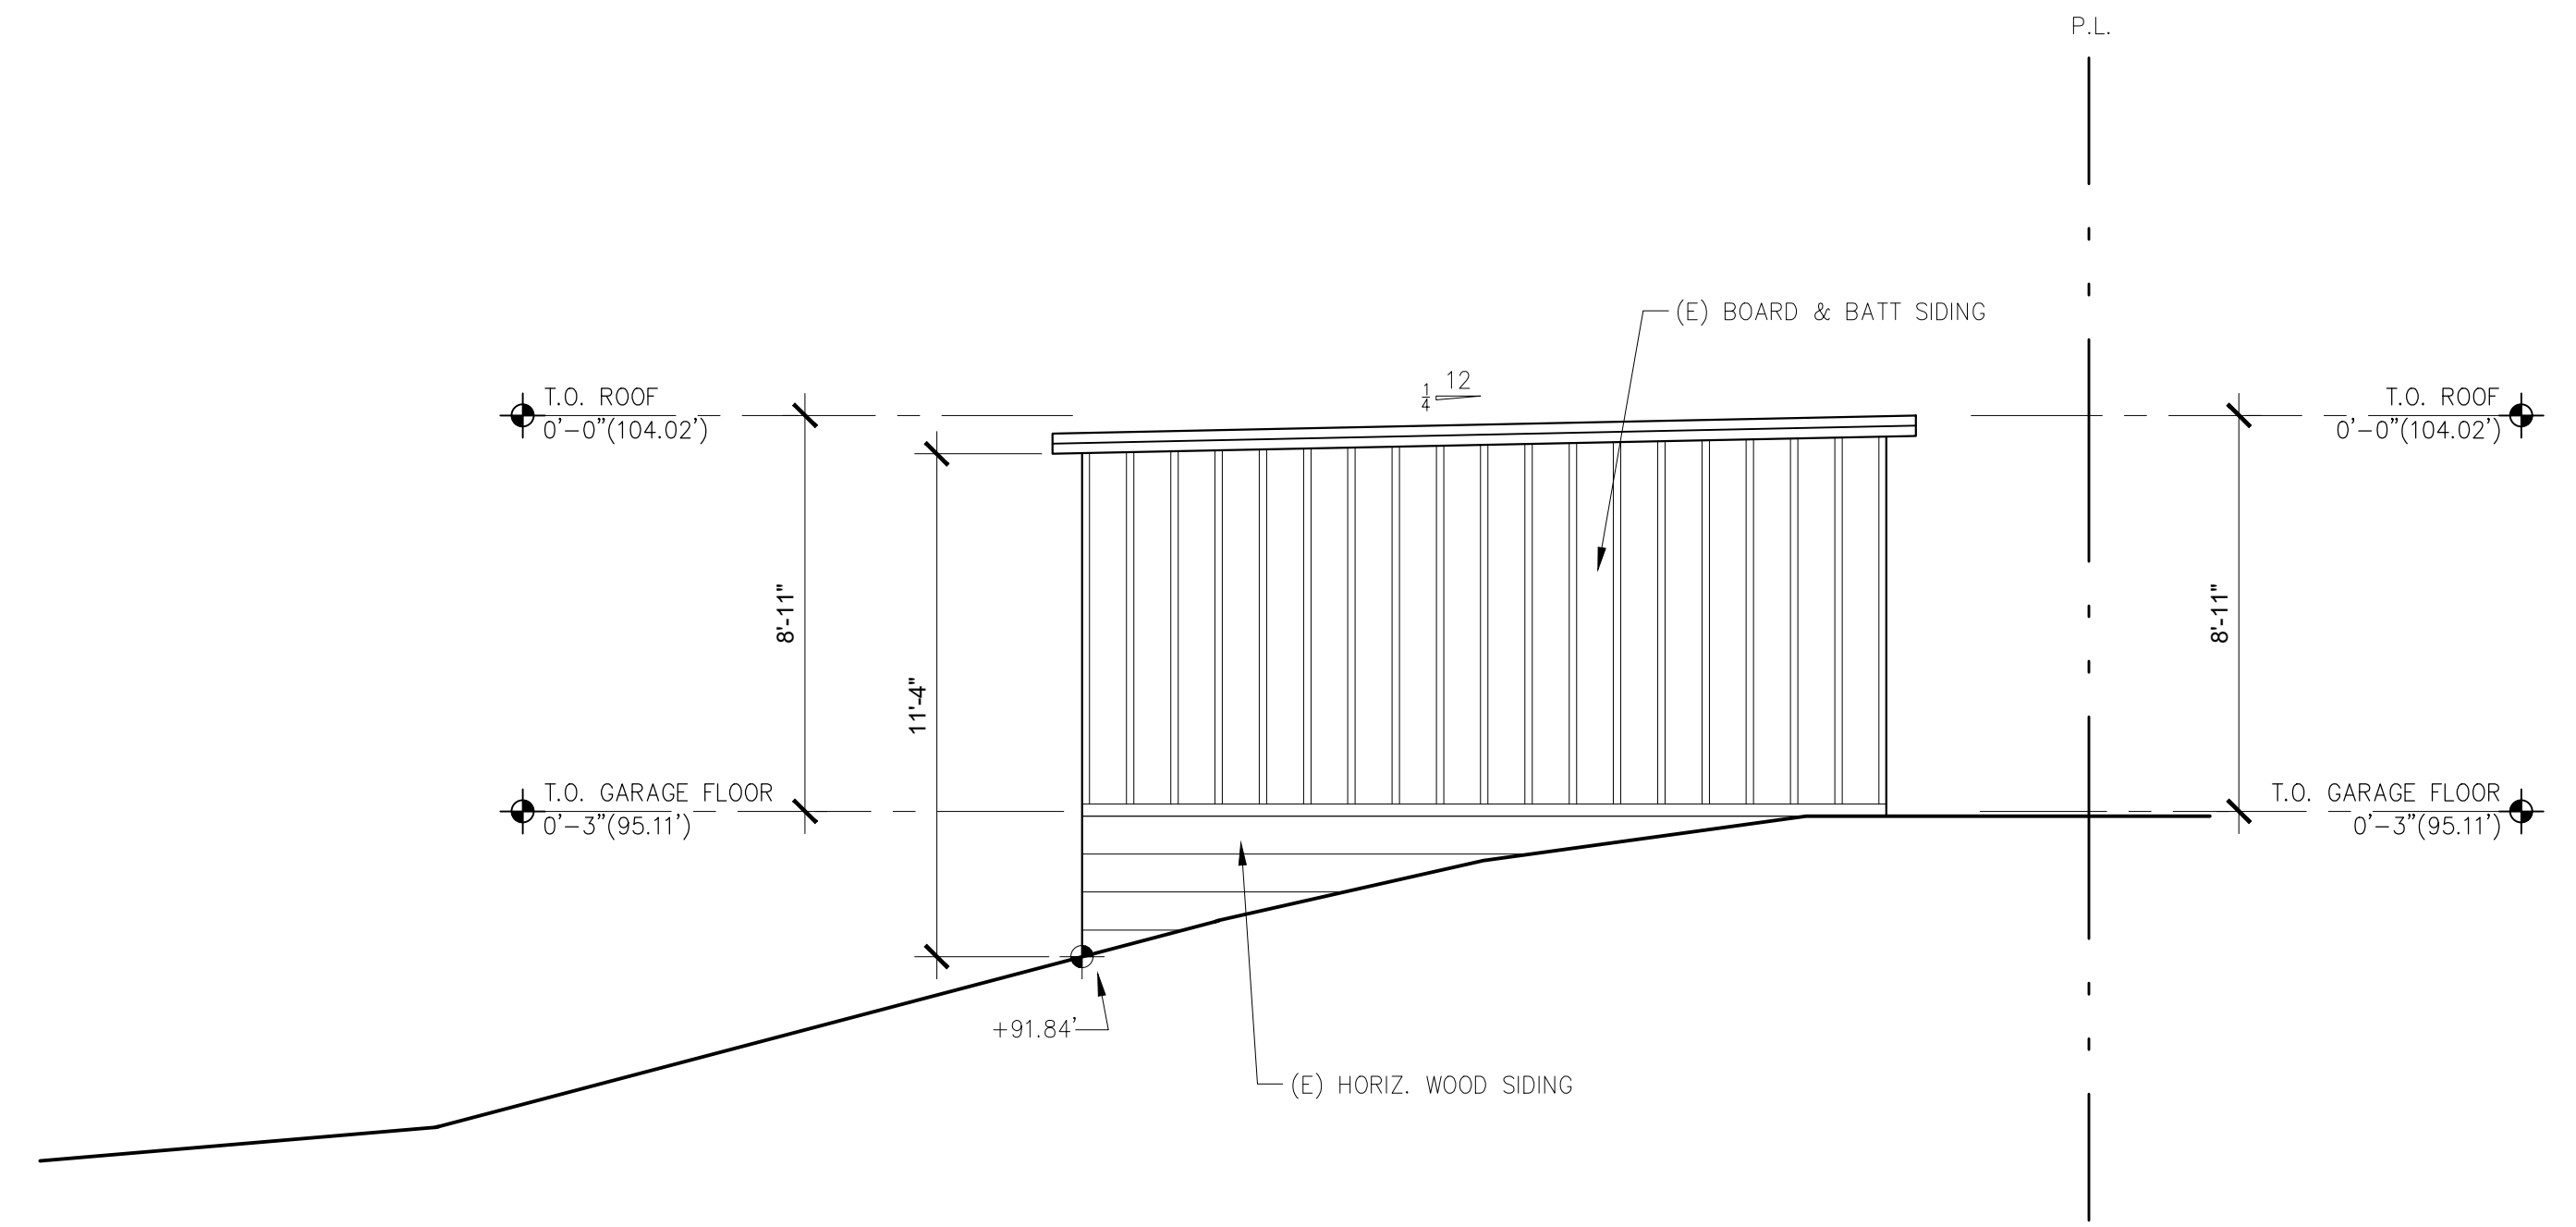 P.L.
(E) BOARD & BATT SIDING
12
1/4
T.O. ROOF
0'-0"(104.02')
T.O. ROOF
0'-0"(104.02')
8'-11"
11'-4"
8'-11"
T.O. GARAGE FLOOR
0'-3"(95.11')
T.O. GARAGE FLOOR
0'-3"(95.11')
+91.84'
(E) HORIZ. WOOD SIDING